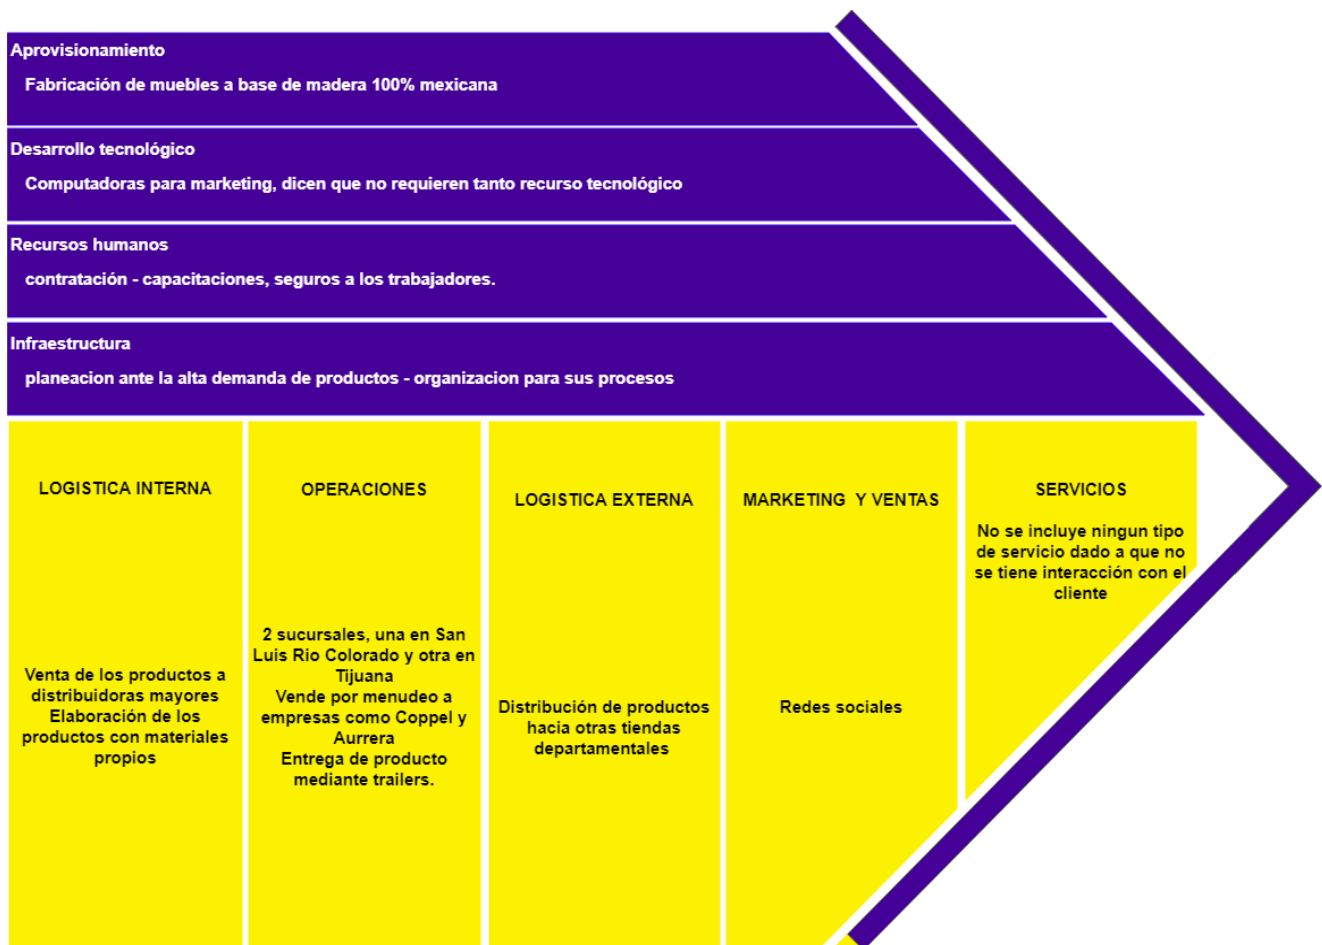 Aprovisionamiento
Fabricación de muebles a base de madera 100% mexicana
Desarrollo tecnológico
Computadoras para marketing, dicen que no requieren tanto recurso tecnológico
Recursos humanos
contratación - capacitaciones, seguros a los trabajadores.
Infraestructura
planeacion ante la alta demanda de productos - organizacion para sus procesos
LOGISTICA INTERNA
Venta de los productos a
distribuidoras mayores
Elaboración de los
productos con materiales
propios
OPERACIONES
2 sucursales, una en San
Luis Rio Colorado y otra en
Tijuana
Vende por menudeo a
empresas como Coppel y
Aurrera
Entrega de producto
mediante trailers.
LOGISTICA EXTERNA
Distribución de productos
hacia otras tiendas
departamentales
MARKETING Y VENTAS
Redes sociales
SERVICIOS
No se incluye ningun tipo
de servicio dado a que no
se tiene interacción con el
cliente